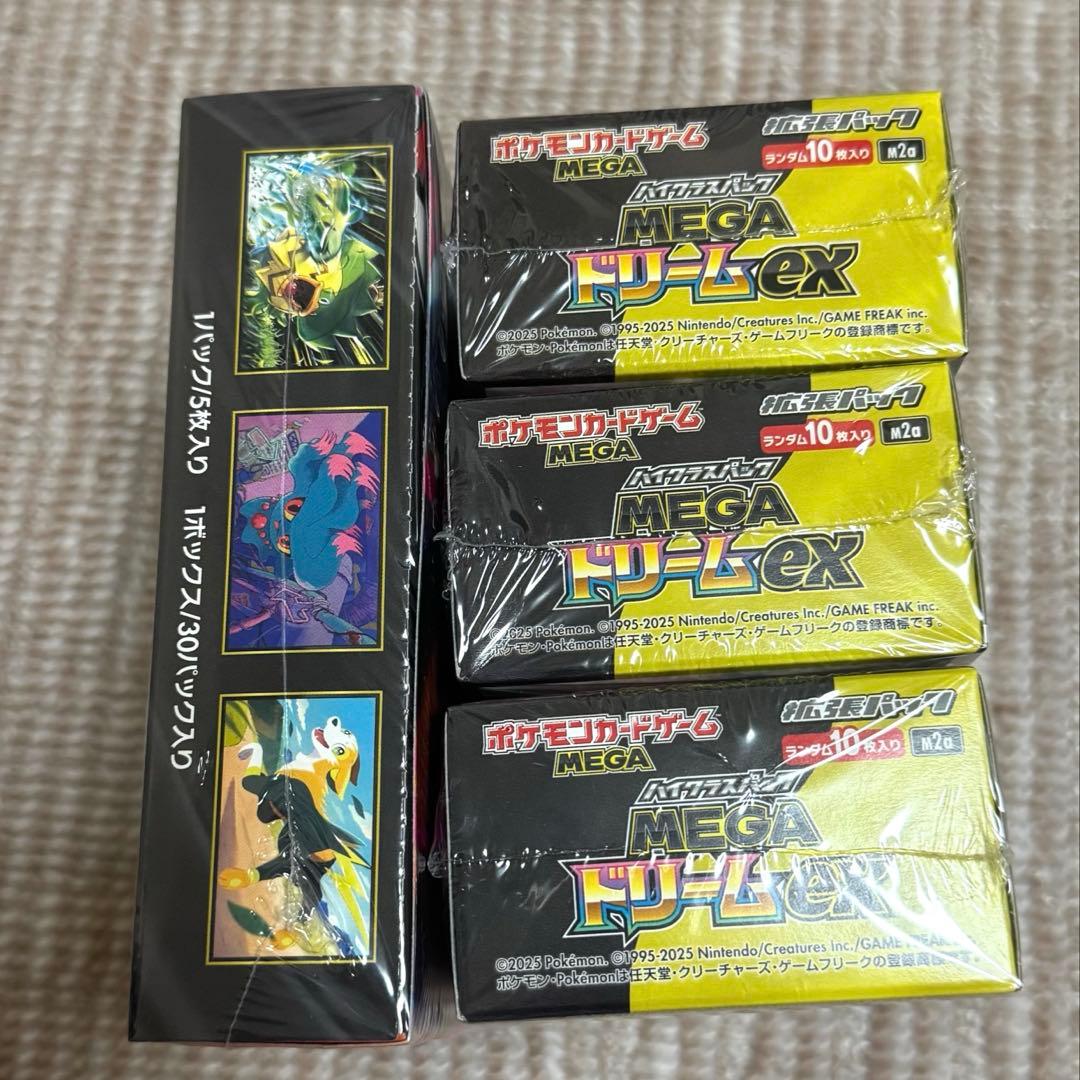 1パック/5枚入り 1ボックス/30パック入り
ポケモンカードゲーム
MEGA
拡張パック
ランダム10枚入り M2a
ハイクラスパック
MEGA
ドリームex
©2025 Pokémon. ©1995-2025 Nintendo/Creatures Inc./GAME FREAK inc.
ポケモン・Pokémonは任天堂・クリーチャーズ・ゲームフリークの登録商標です。
ポケモンカードゲーム
MEGA
拡張パック
ランダム10枚入り M2a
ハイクラスパック
MEGA
ドリームex
©2025 Pokémon. ©1995-2025 Nintendo/Creatures Inc./GAME FREAK inc.
ポケモン・Pokémonは任天堂・クリーチャーズ・ゲームフリークの登録商標です。
ポケモンカードゲーム
MEGA
拡張パック
ランダム10枚入り M2a
ハイクラスパック
MEGA
ドリームex
©2025 Pokémon. ©1995-2025 Nintendo/Creatures Inc./GAME FREAK
ポケモン・Pokémonは任天堂・クリーチャーズ・ゲームフリークの登録商標です。